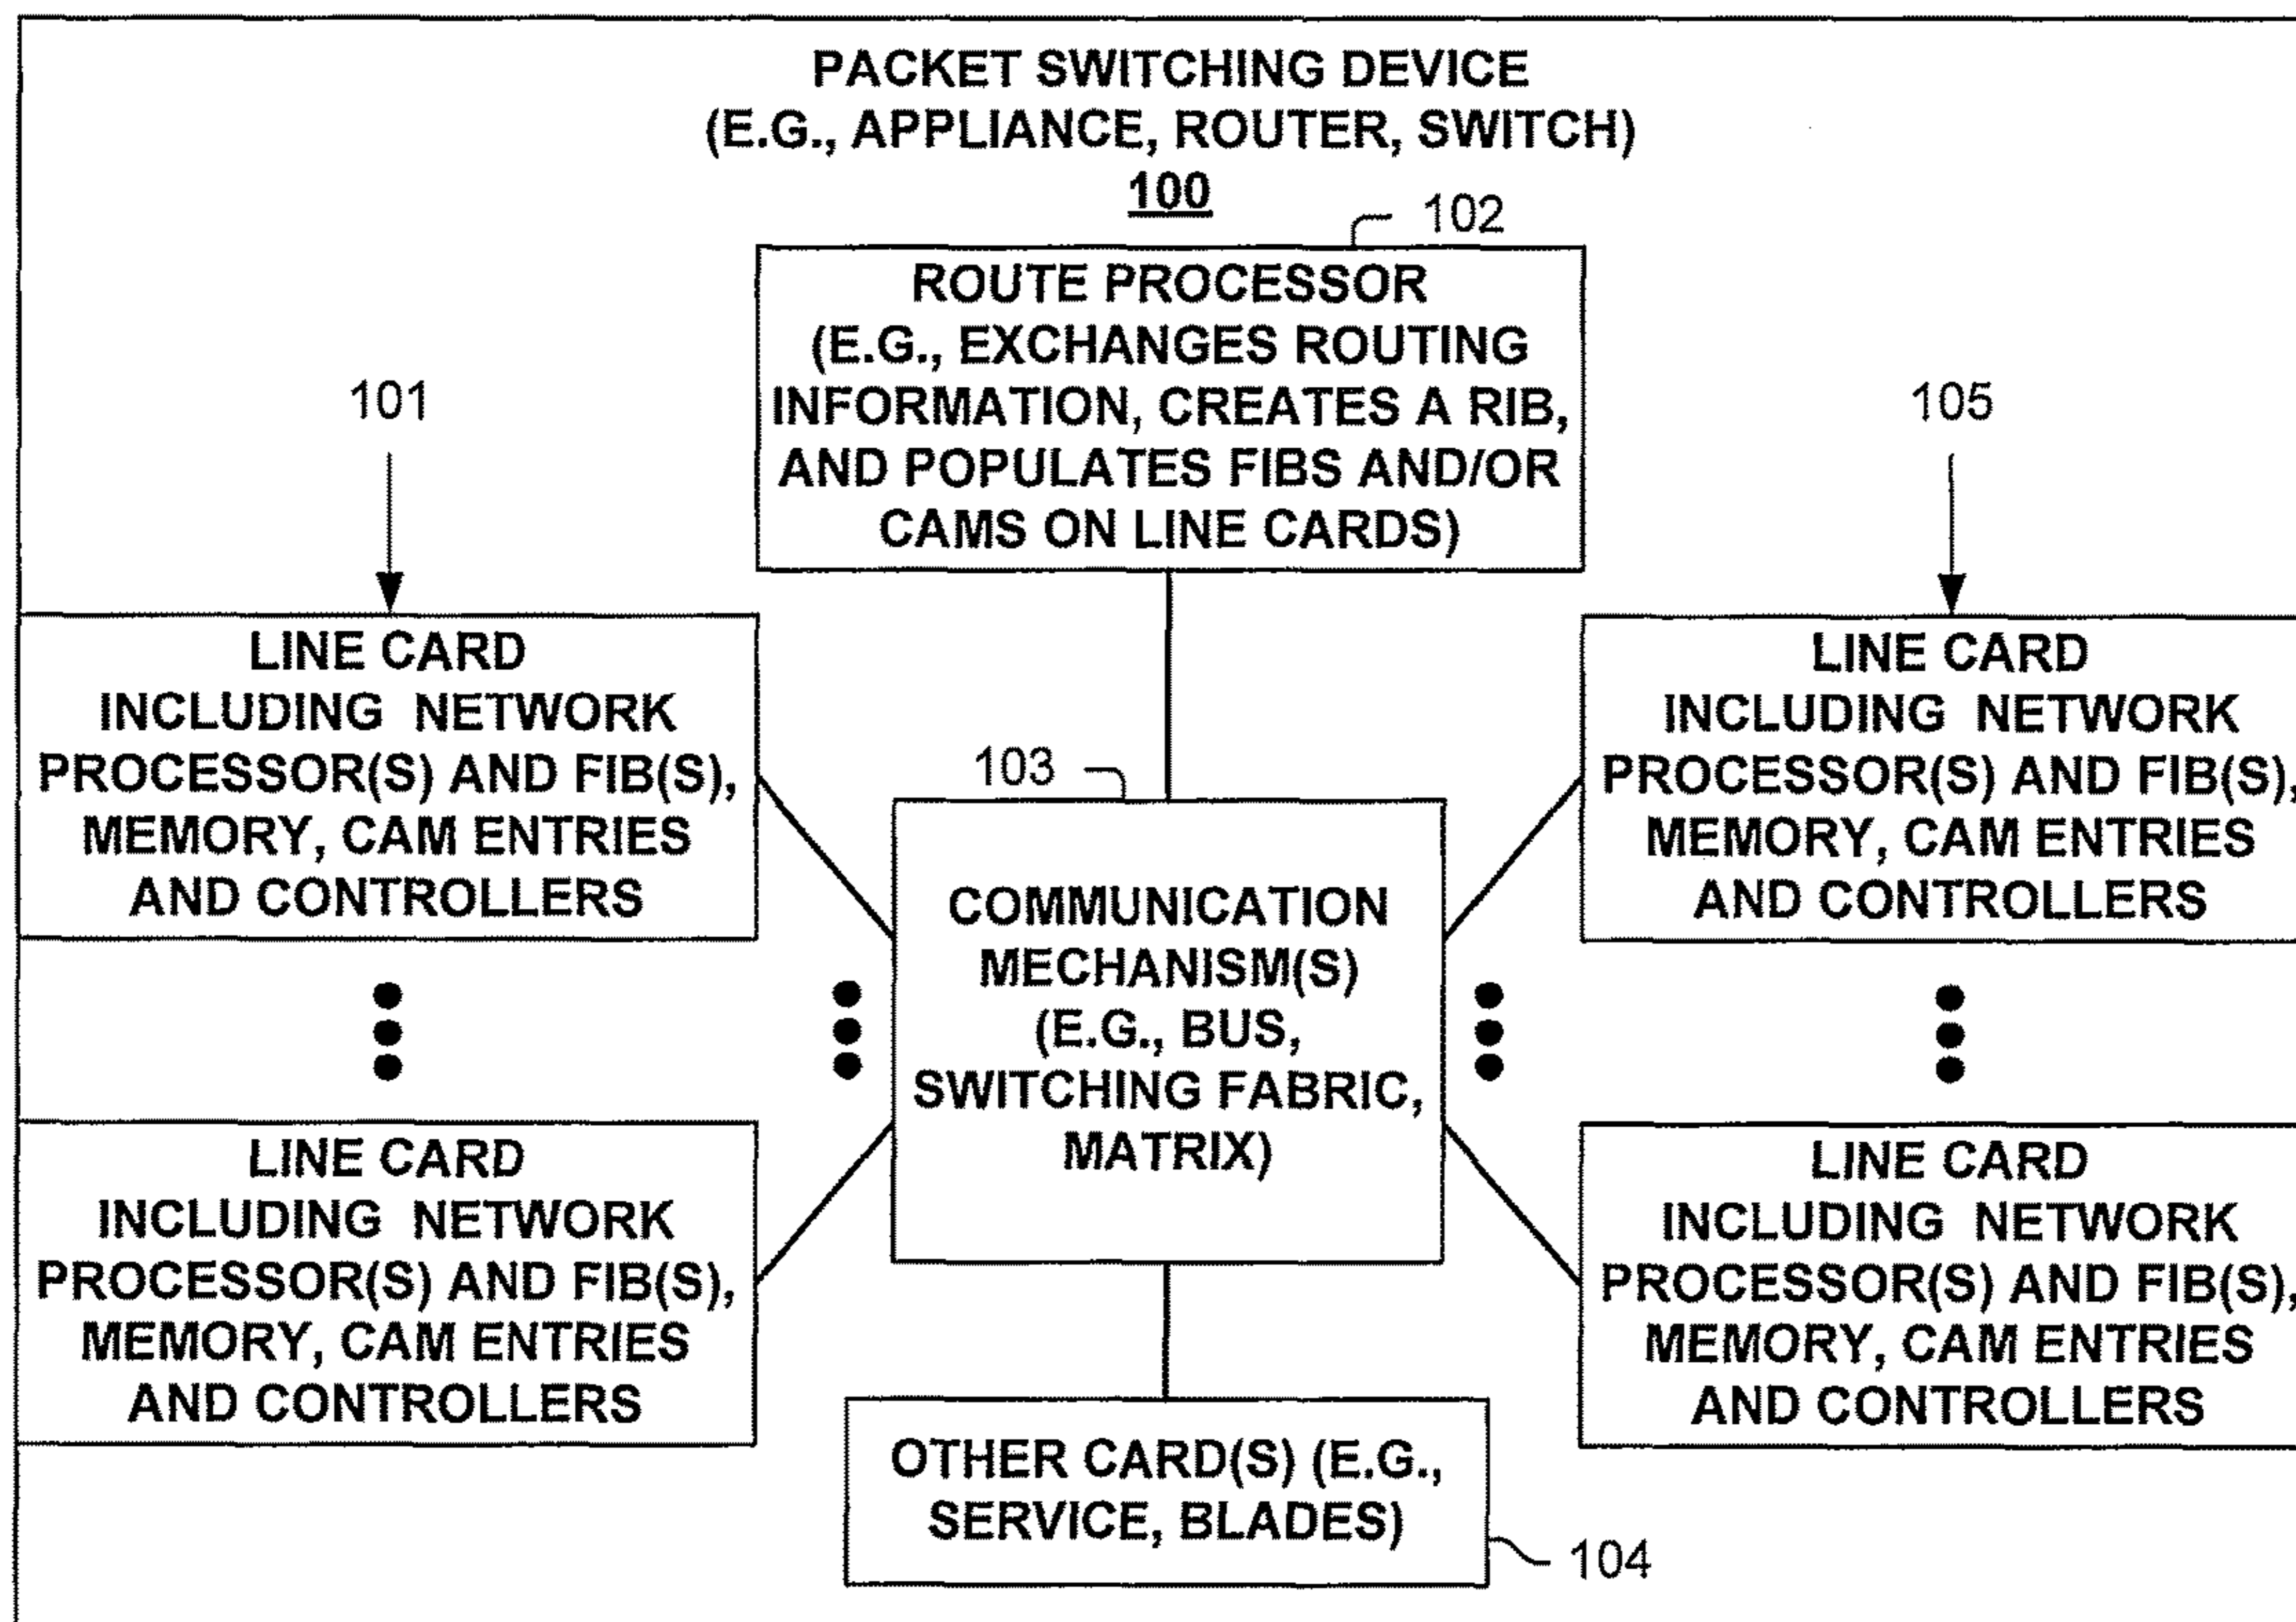 PACKET SWITCHING DEVICE
(E.G., APPLIANCE, ROUTER, SWITCH)
100
102
ROUTE PROCESSOR
(E.G., EXCHANGES ROUTING
INFORMATION, CREATES A RIB,
AND POPULATES FIBS AND/OR
CAMS ON LINE CARDS)
101
LINE CARD
INCLUDING NETWORK
PROCESSOR(S) AND FIB(S),
MEMORY, CAM ENTRIES
AND CONTROLLERS
105
LINE CARD
INCLUDING NETWORK
PROCESSOR(S) AND FIB(S),
MEMORY, CAM ENTRIES
AND CONTROLLERS
103
COMMUNICATION
MECHANISM(S)
(E.G., BUS,
SWITCHING FABRIC,
MATRIX)
LINE CARD
INCLUDING NETWORK
PROCESSOR(S) AND FIB(S),
MEMORY, CAM ENTRIES
AND CONTROLLERS
LINE CARD
INCLUDING NETWORK
PROCESSOR(S) AND FIB(S),
MEMORY, CAM ENTRIES
AND CONTROLLERS
OTHER CARD(S) (E.G.,
SERVICE, BLADES)
104